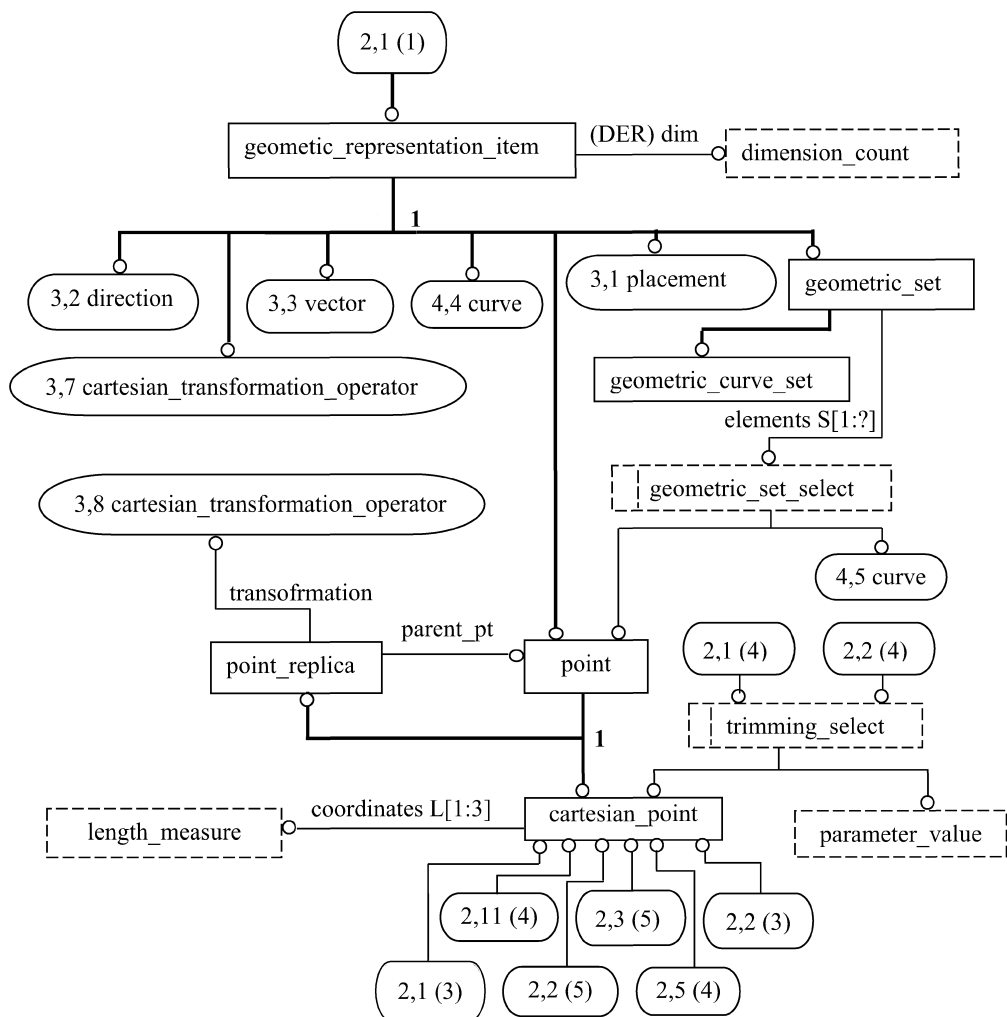 2,1 (1)
geometic_representation_item
(DER) dim
dimension_count
1
3,2 direction
3,3 vector
4,4 curve
3,1 placement
geometric_set
3,7 cartesian_transformation_operator
geometric_curve_set
elements S[1:?]
3,8 cartesian_transformation_operator
geometric_set_select
4,5 curve
transofrmation
parent_pt
point_replica
point
2,1 (4)
2,2 (4)
trimming_select
1
coordinates L[1:3]
length_measure
cartesian_point
parameter_value
2,11 (4)
2,3 (5)
2,2 (3)
2,1 (3)
2,2 (5)
2,5 (4)